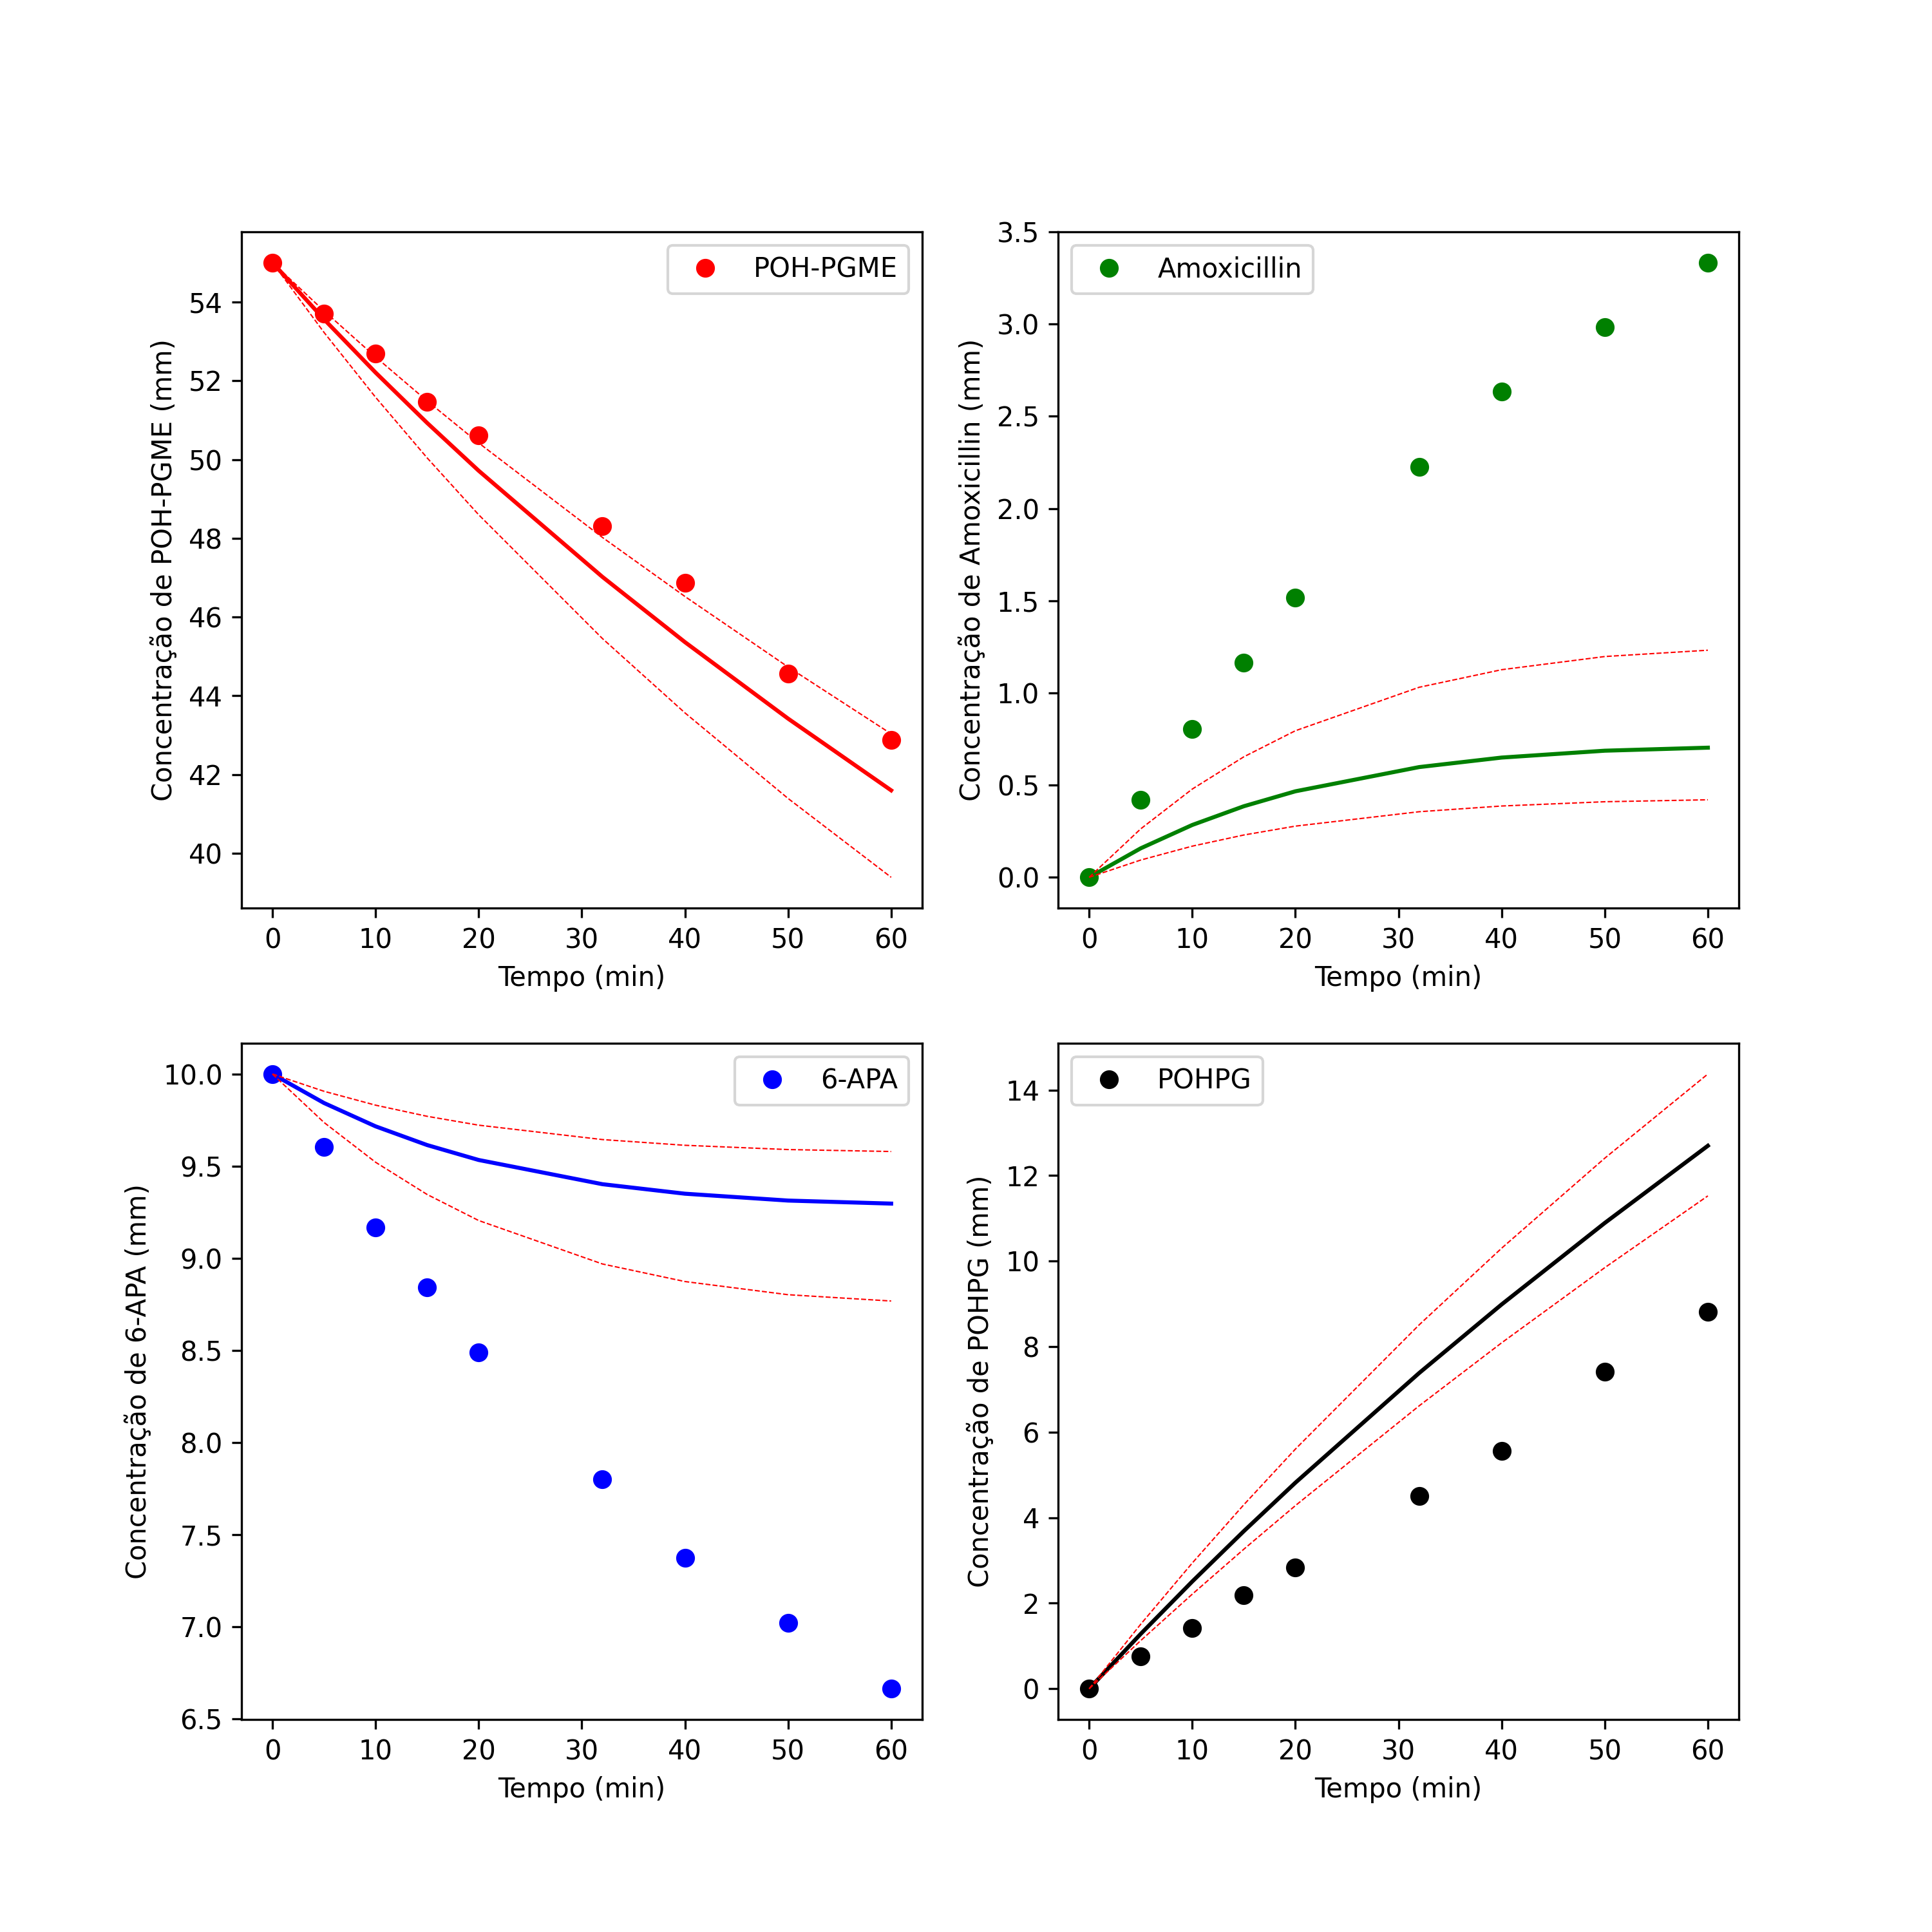 POH-PGME
Concentração de POH-PGME (mm)
54
52
50
48
46
44
42
40
0 10 20 30 40 50 60
Tempo (min)
Amoxicillin
Concentração de Amoxicillin (mm)
3.5
3.0
2.5
2.0
1.5
1.0
0.5
0.0
0 10 20 30 40 50 60
Tempo (min)
6-APA
Concentração de 6-APA (mm)
10.0
9.5
9.0
8.5
8.0
7.5
7.0
6.5
0 10 20 30 40 50 60
Tempo (min)
POHPG
Concentração de POHPG (mm)
14
12
10
8
6
4
2
0
0 10 20 30 40 50 60
Tempo (min)